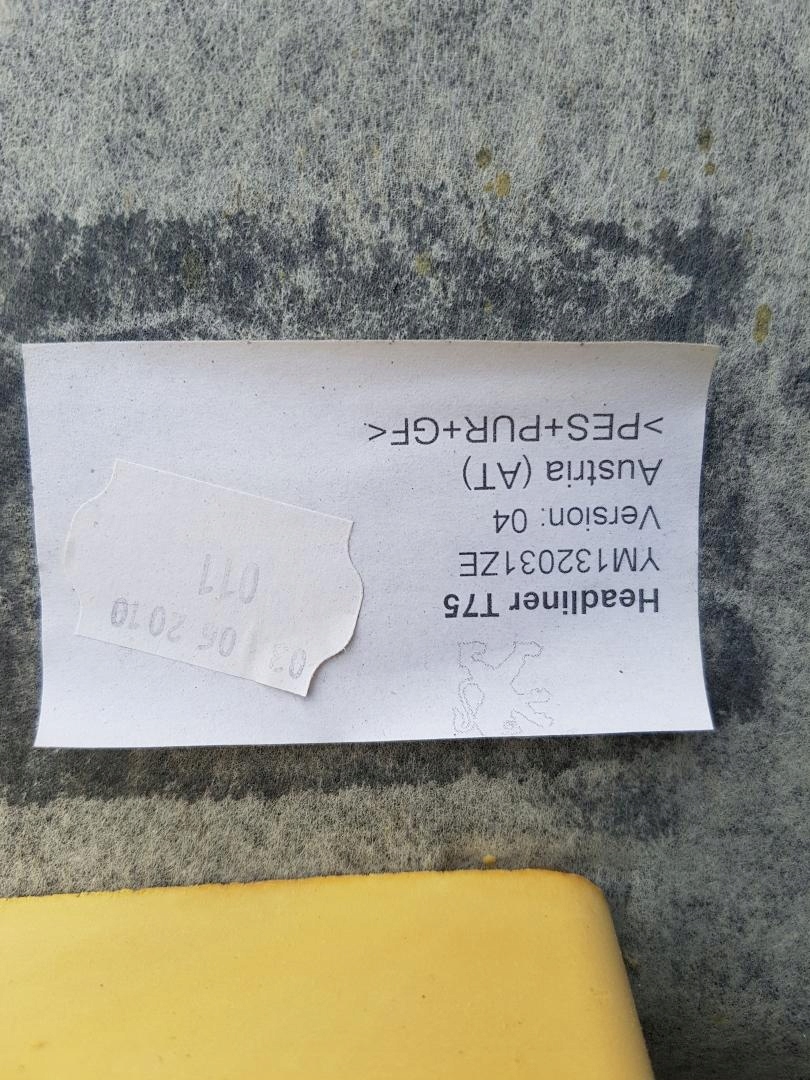 Headliner T75
YM132031ZE
Version: 04
Austria (AT)
>PES+PUR+GF<
03 06 2010
011